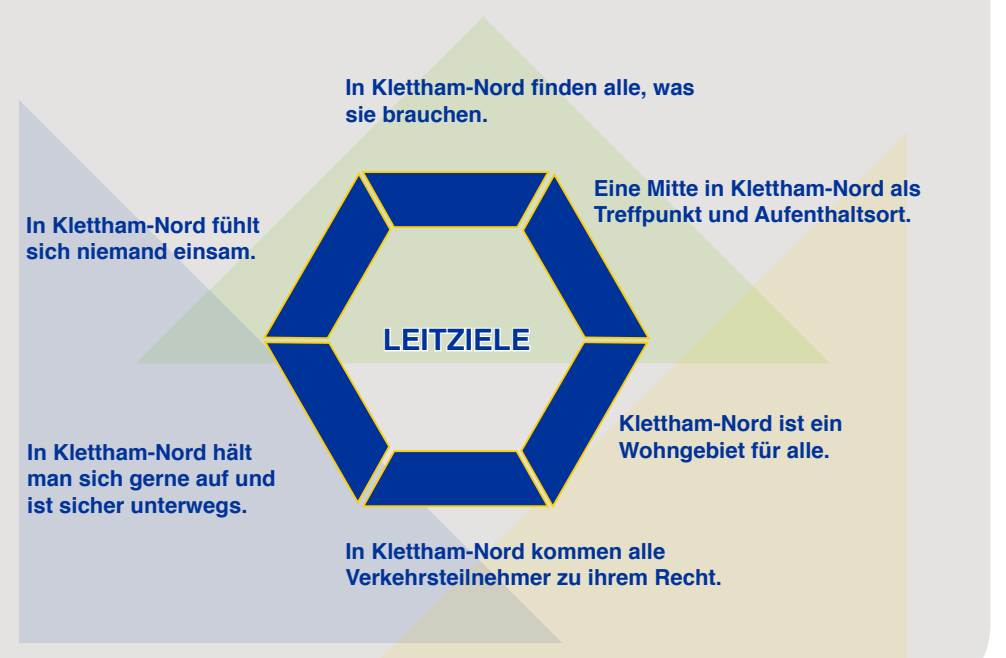 In Klettham-Nord finden alle, was
sie brauchen.
Eine Mitte in Klettham-Nord als
Treffpunkt und Aufenthaltsort.
In Klettham-Nord fühlt
sich niemand einsam.
LEITZIELE
Klettham-Nord ist ein
Wohngebiet für alle.
In Klettham-Nord hält
man sich gerne auf und
ist sicher unterwegs.
In Klettham-Nord kommen alle
Verkehrsteilnehmer zu ihrem Recht.